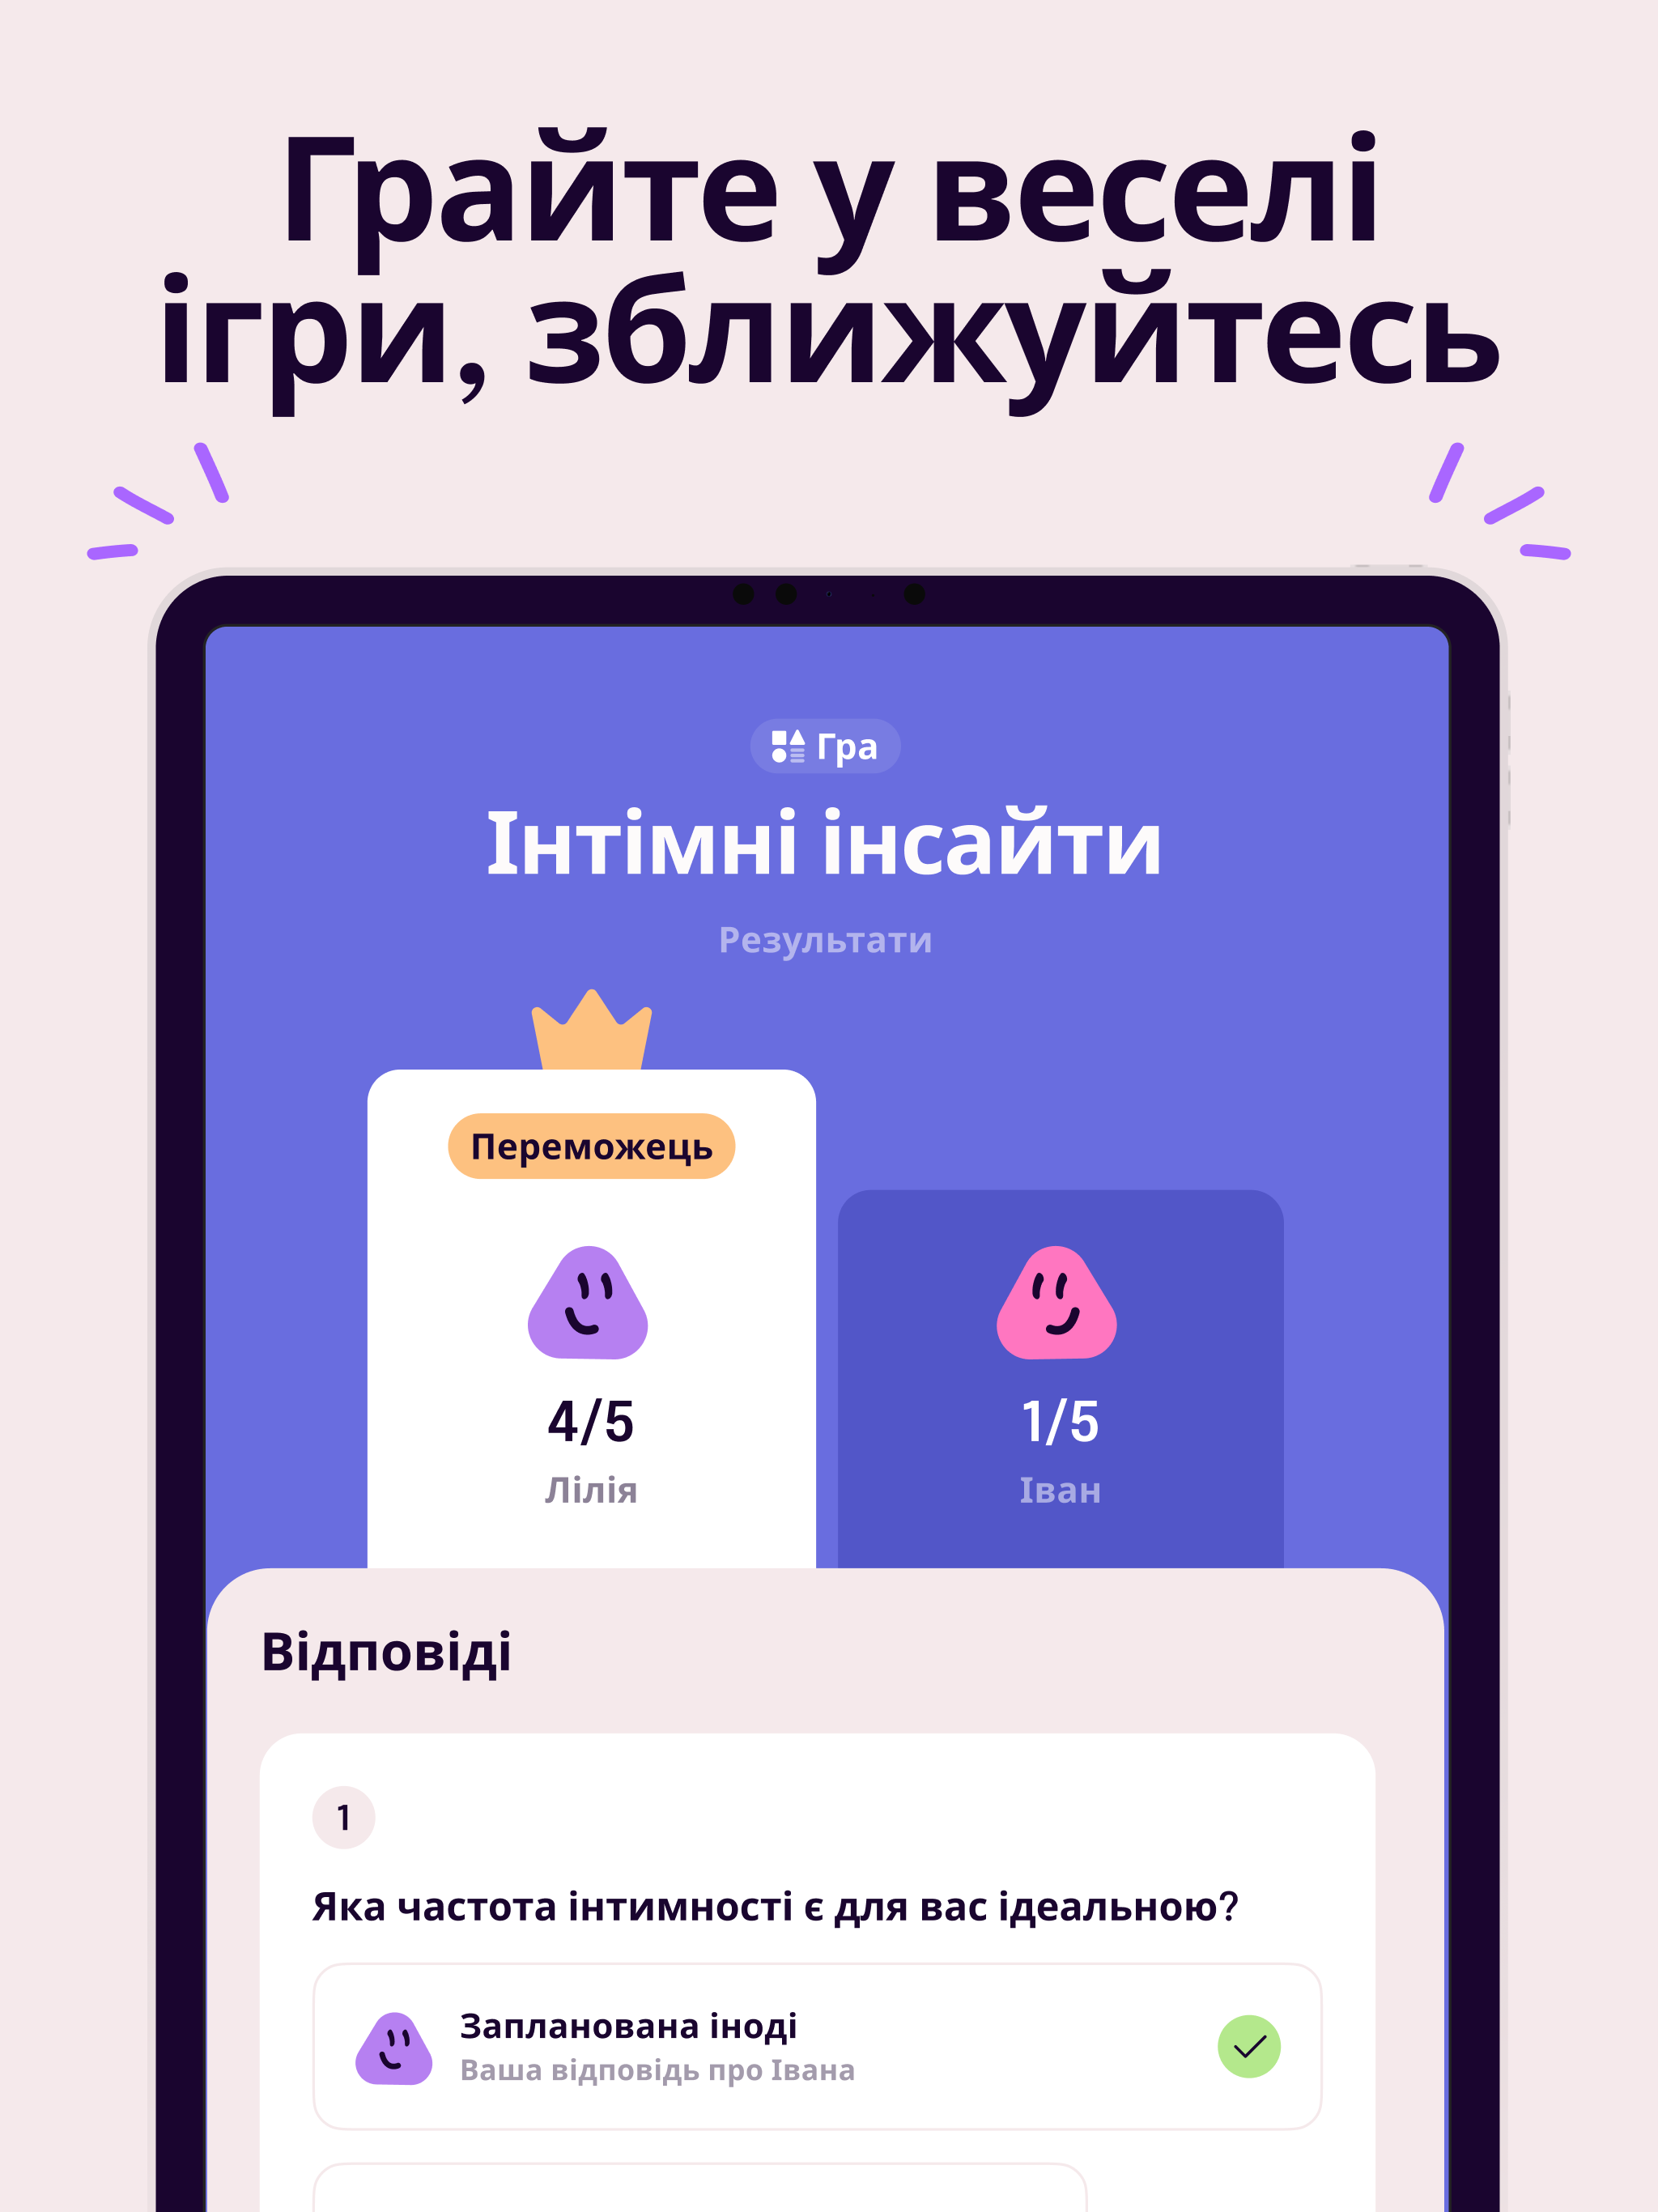 Грайте у веселі
ігри, зближуйтесь
Гра
Інтімні інсайти
Результати
Переможець
4/5
Лілія
1/5
Іван
Відповіді
1
Яка частота інтимності є для вас ідеальною?
Запланована іноді
Ваша відповідь про Івана